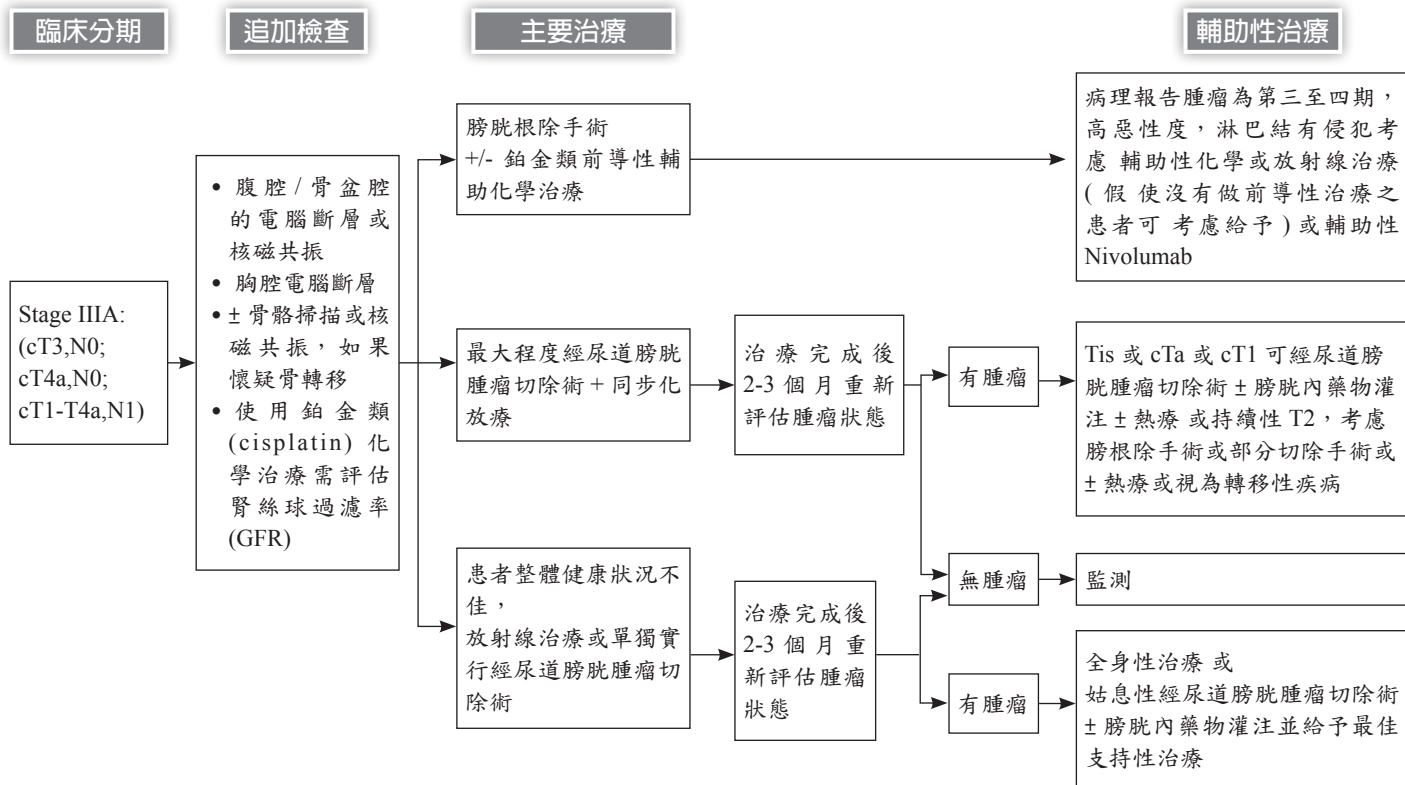 臨床分期
追加檢查
主要治療
輔助性治療
Stage IIIA:
(cT3,N0;
cT4a,N0;
cT1-T4a,N1)
• 腹腔/骨盆腔
的電腦斷層或
核磁共振
• 胸腔電腦斷層
• ± 骨骼掃描或核
磁共振，如果
懷疑骨轉移
• 使用鉑金類
(cisplatin) 化
學治療需評估
腎絲球過濾率
(GFR)
膀胱根除手術
+/- 鉑金類前導性輔
助化學治療
病理報告腫瘤為第三至四期，
高惡性度，淋巴結有侵犯考
慮 輔助性化學或放射線治療
( 假 使沒有做前導性治療之
患者可 考慮給予 ) 或輔助性
Nivolumab
最大程度經尿道膀胱
腫瘤切除術 + 同步化
放療
治療完成後
2-3 個月重新
評估腫瘤狀態
有腫瘤
Tis 或 cTa 或 cT1 可經尿道膀
胱腫瘤切除術 ± 膀胱內藥物灌
注 ± 熱療 或持續性 T2，考慮
膀根除手術或部分切除手術或
± 熱療或視為轉移性疾病
無腫瘤
監測
患者整體健康狀況不
佳，
放射線治療或單獨實
行經尿道膀胱腫瘤切
除術
治療完成後
2-3 個月重
新評估腫瘤
狀態
有腫瘤
全身性治療 或
姑息性經尿道膀胱腫瘤切除術
± 膀胱內藥物灌注並給予最佳
支持性治療